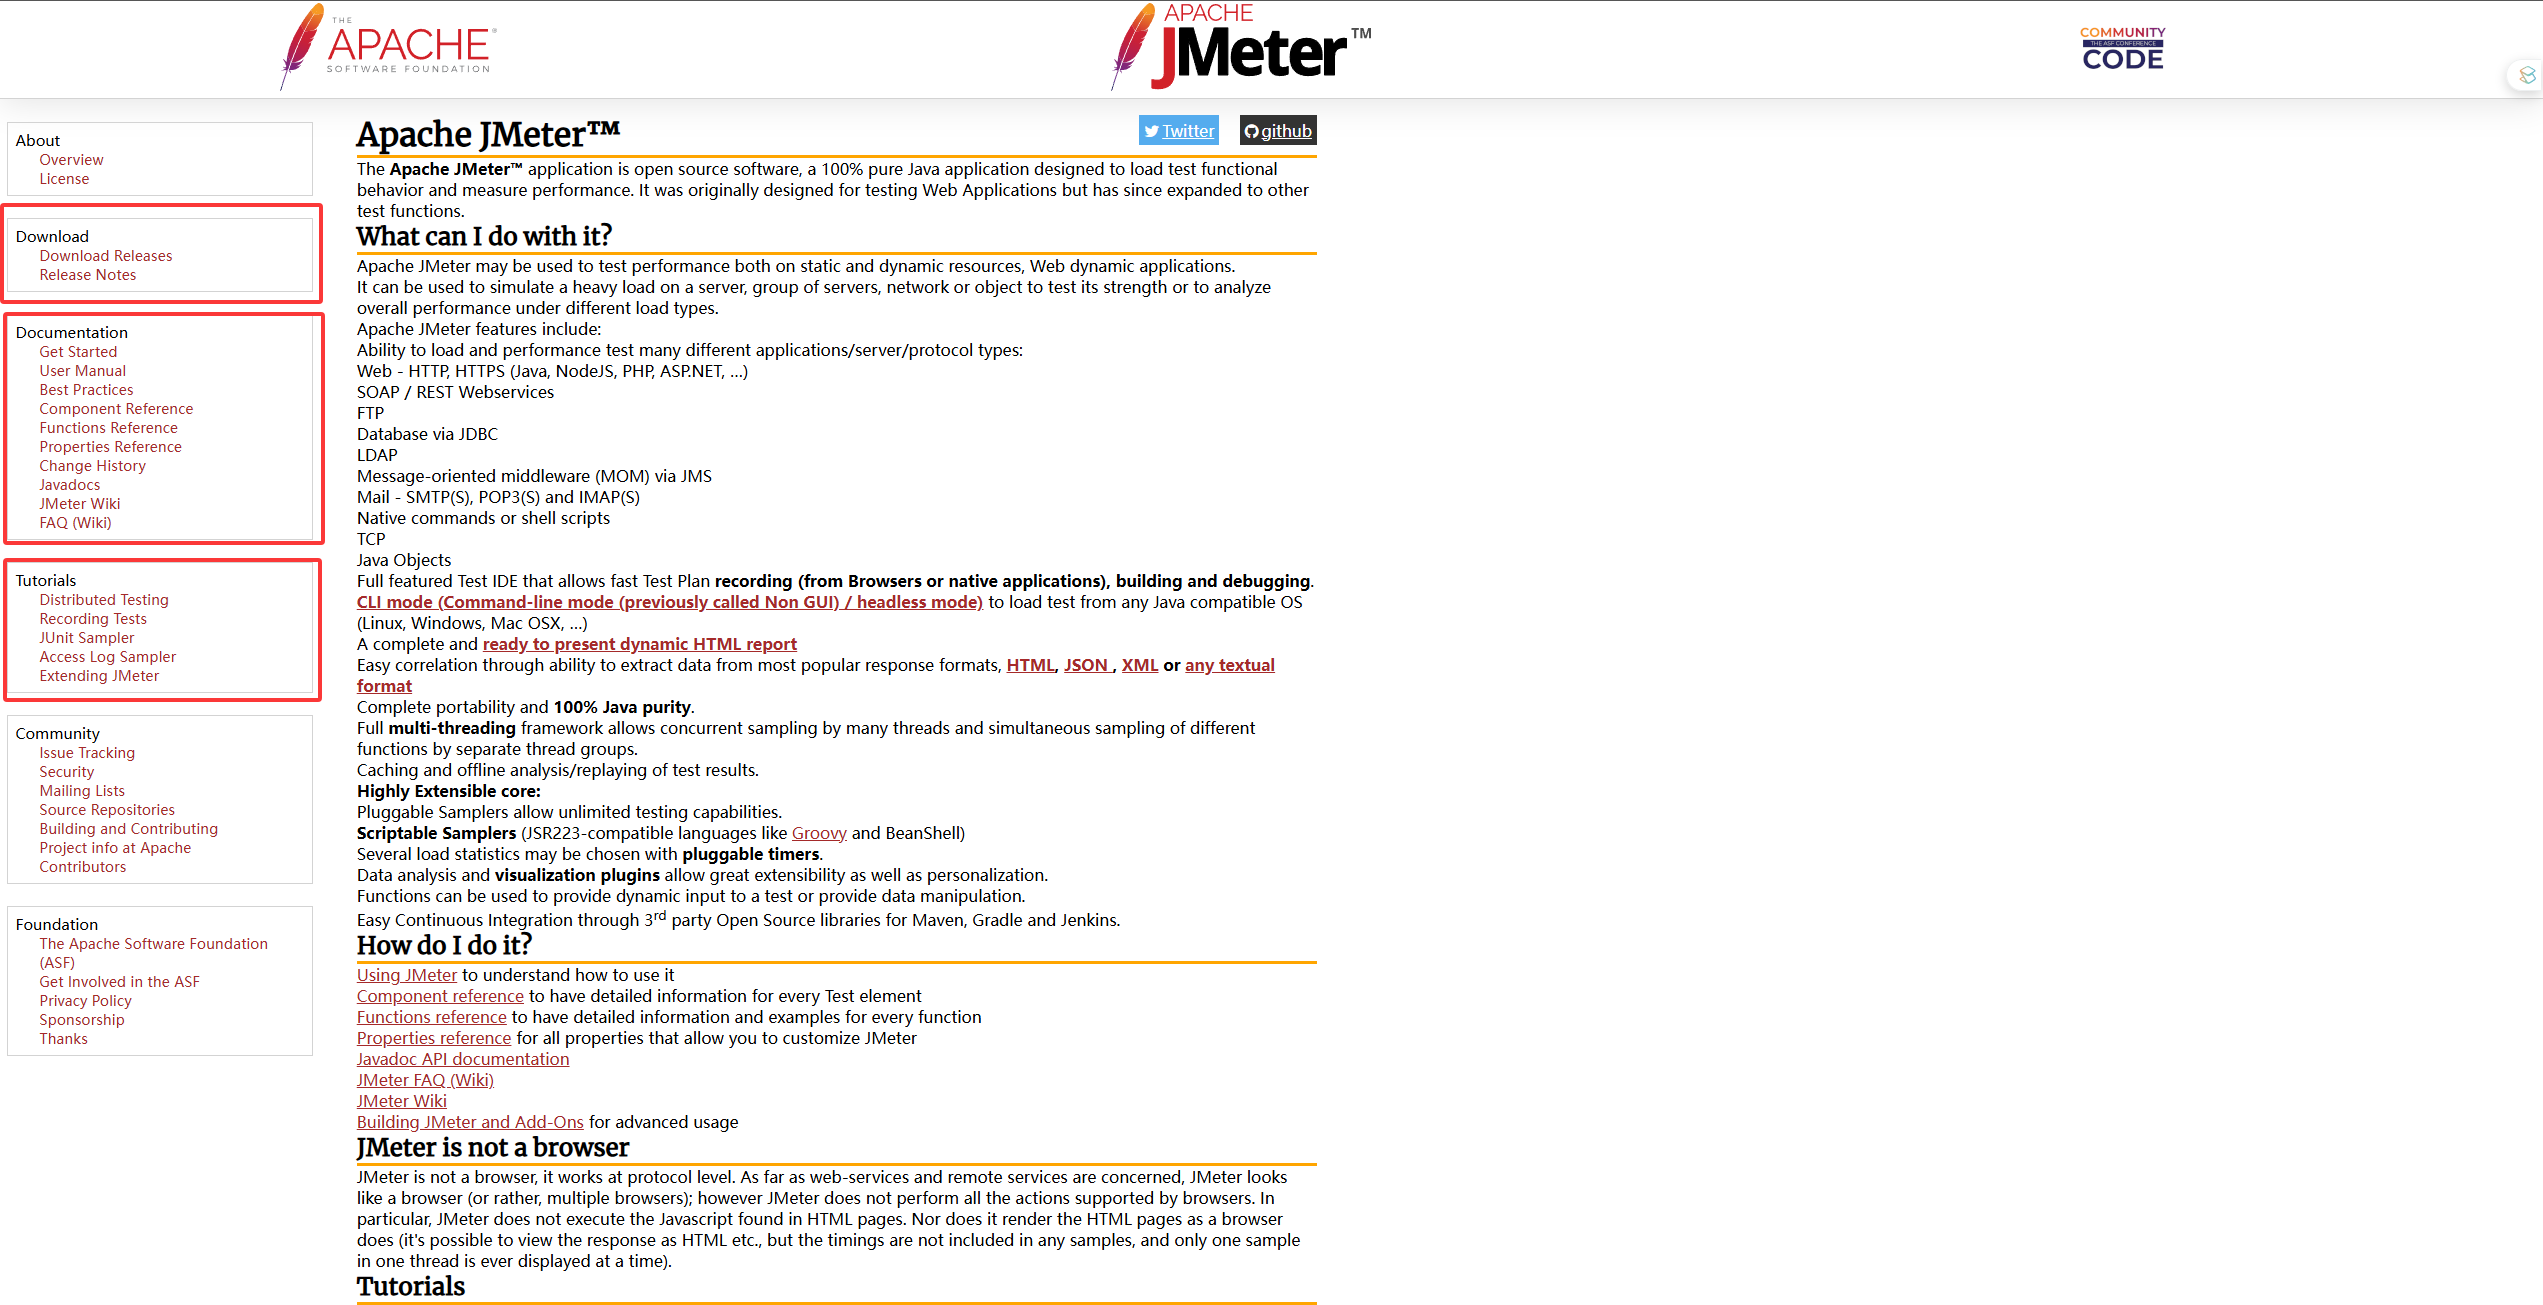 THE
APACHE®
SOFTWARE FOUNDATION
APACHE
JMeter™
COMMUNITY
THE ASF CONFERENCE
CODE
About
Overview
License
Download
Download Releases
Release Notes
Documentation
Get Started
User Manual
Best Practices
Component Reference
Functions Reference
Properties Reference
Change History
Javadocs
JMeter Wiki
FAQ (Wiki)
Tutorials
Distributed Testing
Recording Tests
JUnit Sampler
Access Log Sampler
Extending JMeter
Community
Issue Tracking
Security
Mailing Lists
Source Repositories
Building and Contributing
Project info at Apache
Contributors
Foundation
The Apache Software Foundation
(ASF)
Get Involved in the ASF
Privacy Policy
Sponsorship
Thanks
Apache JMeter™
Twitter
github
The Apache JMeter™ application is open source software, a 100% pure Java application designed to load test functional
behavior and measure performance. It was originally designed for testing Web Applications but has since expanded to other
test functions.
What can I do with it?
Apache JMeter may be used to test performance both on static and dynamic resources, Web dynamic applications.
It can be used to simulate a heavy load on a server, group of servers, network or object to test its strength or to analyze
overall performance under different load types.
Apache JMeter features include:
Ability to load and performance test many different applications/server/protocol types:
Web - HTTP, HTTPS (Java, NodeJS, PHP, ASP.NET, ...)
SOAP / REST Webservices
FTP
Database via JDBC
LDAP
Message-oriented middleware (MOM) via JMS
Mail - SMTP(S), POP3(S) and IMAP(S)
Native commands or shell scripts
TCP
Java Objects
Full featured Test IDE that allows fast Test Plan recording (from Browsers or native applications), building and debugging.
CLI mode (Command-line mode (previously called Non GUI) / headless mode) to load test from any Java compatible OS
(Linux, Windows, Mac OSX, ...)
A complete and ready to present dynamic HTML report
Easy correlation through ability to extract data from most popular response formats, HTML, JSON , XML or any textual
format
Complete portability and 100% Java purity.
Full multi-threading framework allows concurrent sampling by many threads and simultaneous sampling of different
functions by separate thread groups.
Caching and offline analysis/replaying of test results.
Highly Extensible core:
Pluggable Samplers allow unlimited testing capabilities.
Scriptable Samplers (JSR223-compatible languages like Groovy and BeanShell)
Several load statistics may be chosen with pluggable timers.
Data analysis and visualization plugins allow great extensibility as well as personalization.
Functions can be used to provide dynamic input to a test or provide data manipulation.
Easy Continuous Integration through 3rd party Open Source libraries for Maven, Gradle and Jenkins.
How do I do it?
Using JMeter to understand how to use it
Component reference to have detailed information for every Test element
Functions reference to have detailed information and examples for every function
Properties reference for all properties that allow you to customize JMeter
Javadoc API documentation
JMeter FAQ (Wiki)
JMeter Wiki
Building JMeter and Add-Ons for advanced usage
JMeter is not a browser
JMeter is not a browser, it works at protocol level. As far as web-services and remote services are concerned, JMeter looks
like a browser (or rather, multiple browsers); however JMeter does not perform all the actions supported by browsers. In
particular, JMeter does not execute the Javascript found in HTML pages. Nor does it render the HTML pages as a browser
does (it's possible to view the response as HTML etc., but the timings are not included in any samples, and only one sample
in one thread is ever displayed at a time).
Tutorials